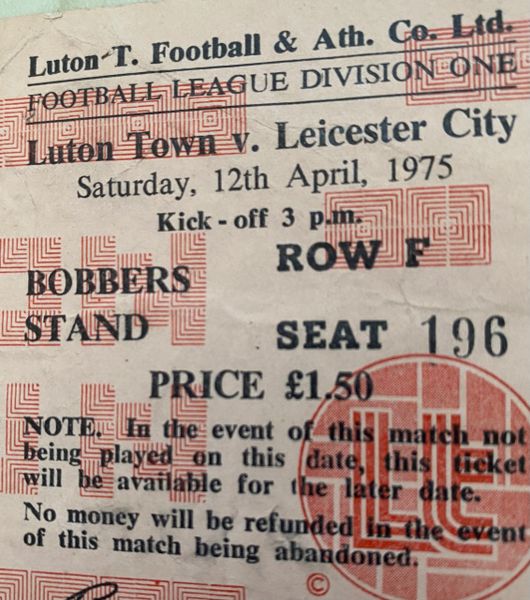 Luton T. Football & Ath. Co. Ltd.
FOOTBALL LEAGUE DIVISION ONE
Luton Town v. Leicester City
Saturday, 12th April, 1975
Kick - off 3 p.m.
ROW F
BOBBERS
STAND
SEAT 196
PRICE £1.50
NOTE. In the event of this match not
being played on this date, this ticket
will be available for the later date.
No money will be refunded in the event
of this match being abandoned.
©